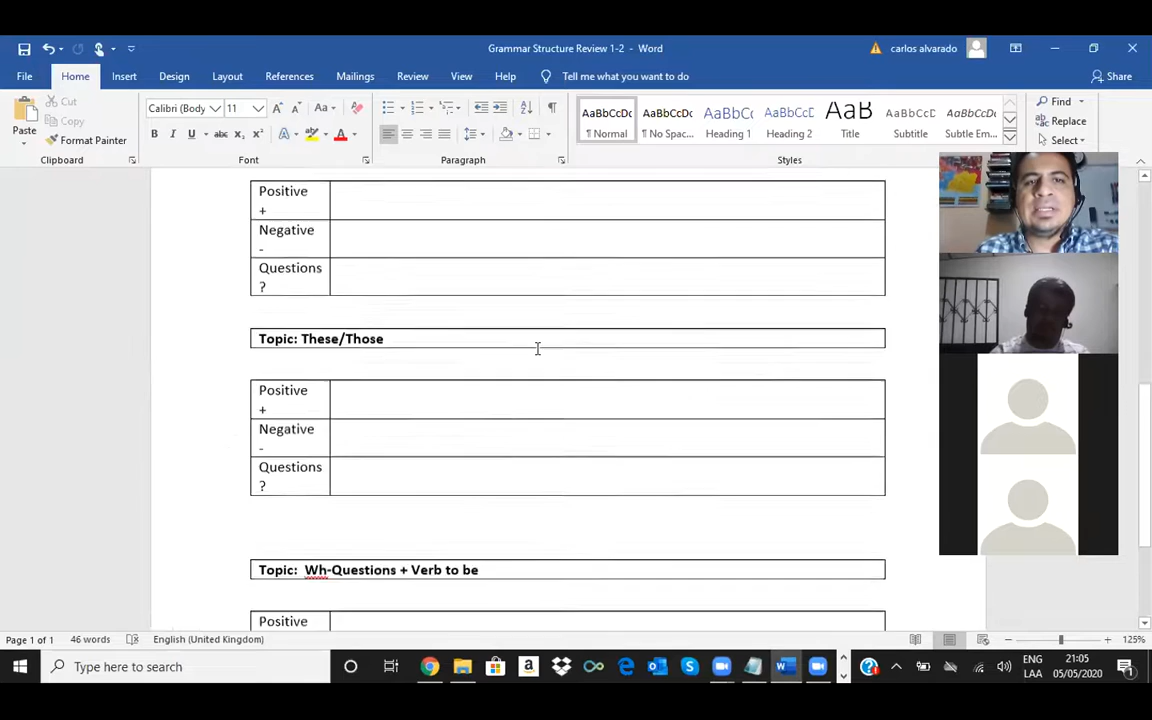 Grammar Structure Review 1-2 - Word
carlos alvarado
File Home Insert Design Layout References Mailings Review View Help Tell me what you want to do Share
Paste
Cut
Copy
Format Painter
Clipboard
Calibri (Body 11
Font
Paragraph
AaBbCcDc AaBbCcDc AaBbCc AaBbCcD AaB AaBbCcD AaBbCcDc
¶ Normal ¶ No Spac... Heading 1 Heading 2 Title Subtitle Subtle Em...
Styles
Find
Replace
Select
Positive
+
Negative
-
Questions
?
Topic: These/Those
Positive
+
Negative
-
Questions
?
Topic: Wh-Questions + Verb to be
Positive
Page 1 of 1 46 words English (United Kingdom) 125%
Type here to search
ENG
LAA
21:05
05/05/2020